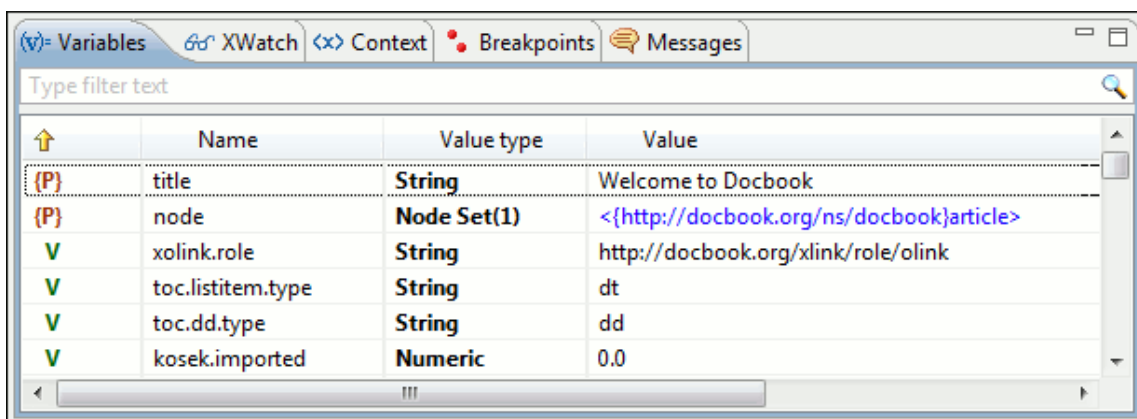 (v)= Variables XWatch <x> Context Breakpoints Messages
Type filter text
Name Value type Value
{P} title String Welcome to Docbook
{P} node Node Set(1) <{http://docbook.org/ns/docbook}article>
V xolink.role String http://docbook.org/xlink/role/olink
V toc.listitem.type String dt
V toc.dd.type String dd
V kosek.imported Numeric 0.0